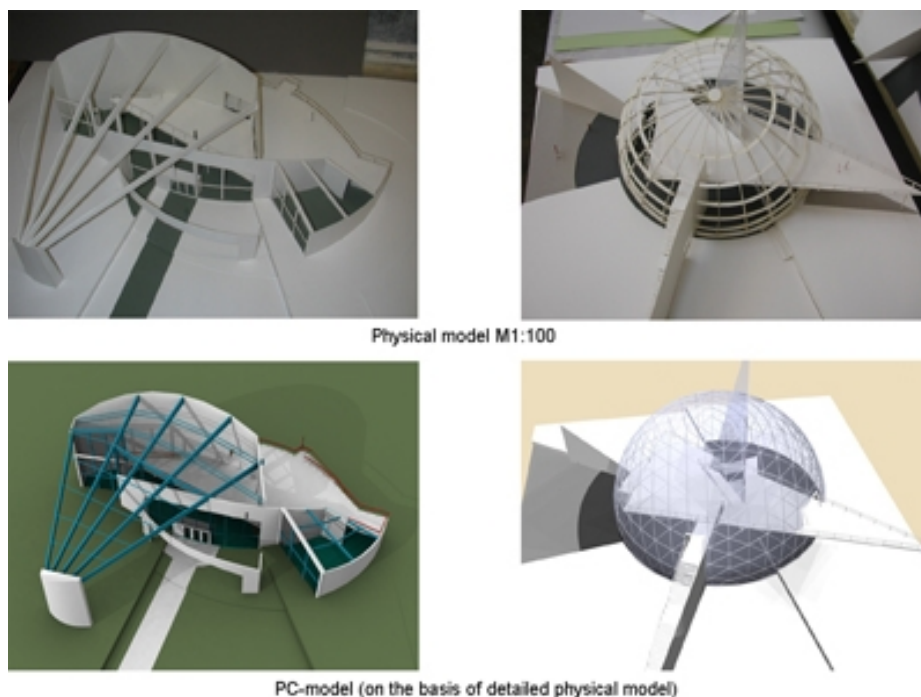 Physical model M1:100
PC-model (on the basis of detailed physical model)